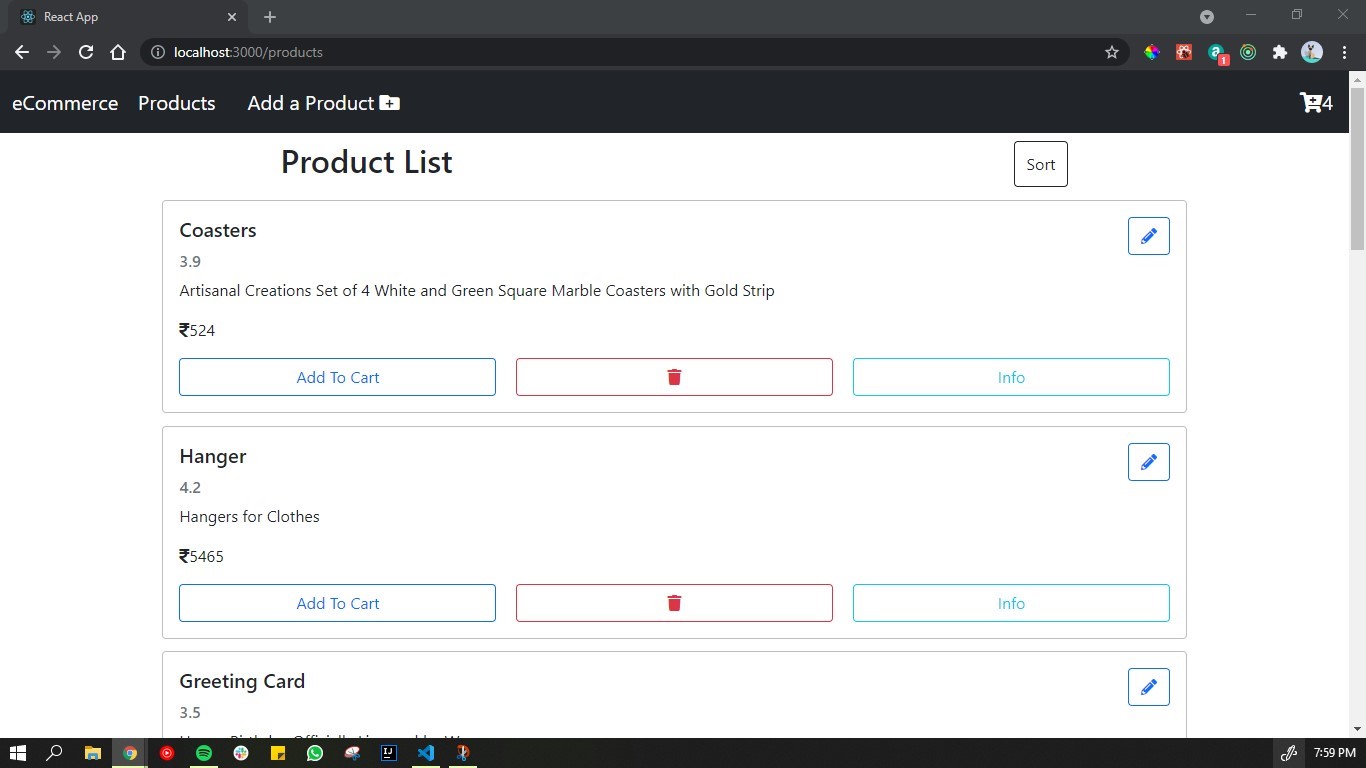 React App
localhost:3000/products
1
eCommerce Products Add a Product 4
Product List Sort
Coasters
3.9
Artisanal Creations Set of 4 White and Green Square Marble Coasters with Gold Strip
₹524
Add To Cart Info
Hanger
4.2
Hangers for Clothes
₹5465
Add To Cart Info
Greeting Card
3.5
7:59 PM